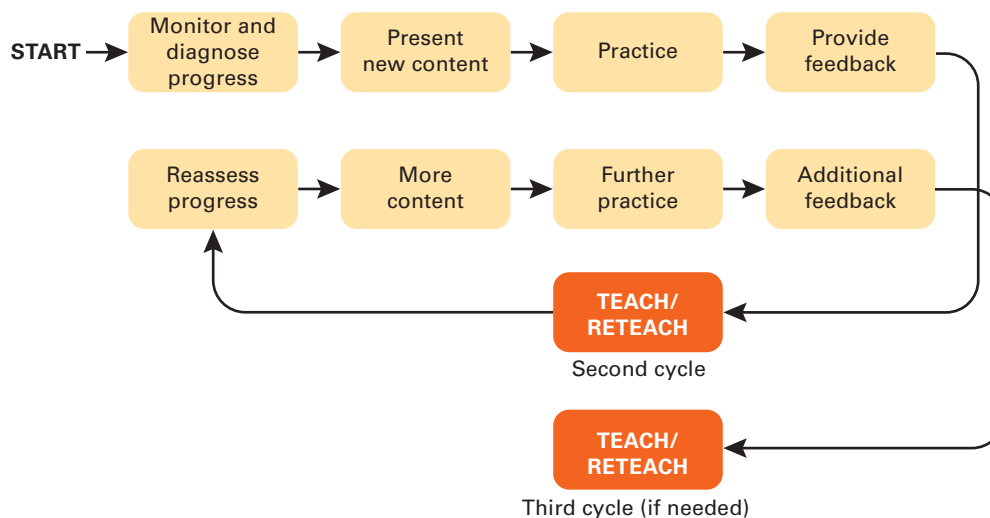 START
Monitor and
diagnose
progress
Present
new content
Practice
Provide
feedback
Reassess
progress
More
content
Further
practice
Additional
feedback
TEACH/
RETEACH
Second cycle
TEACH/
RETEACH
Third cycle (if needed)